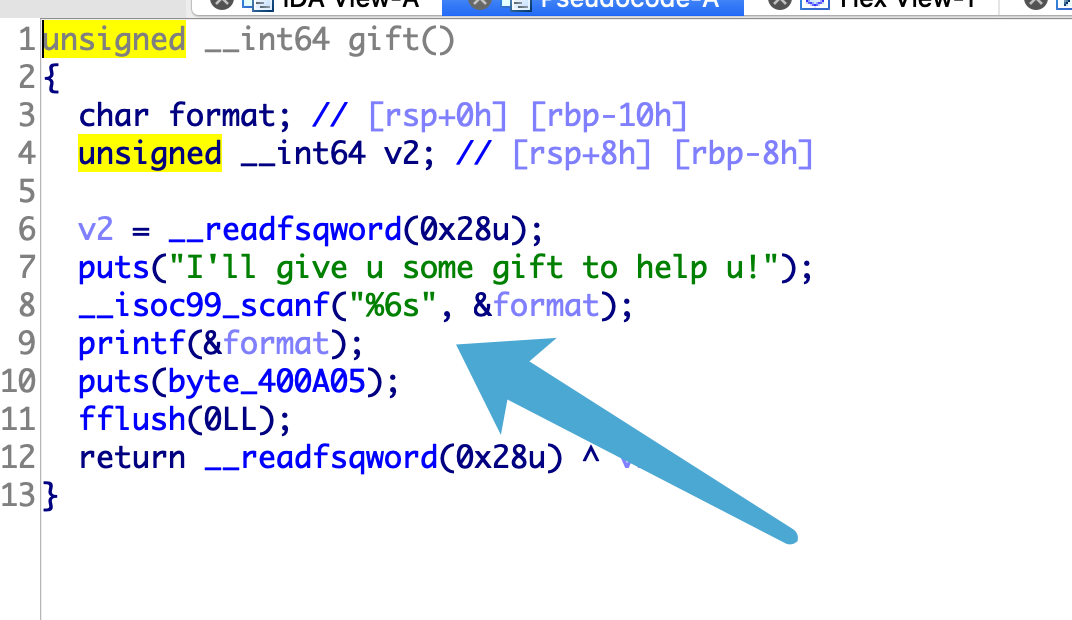 IDA View-A Pseudocode-A Hex View-1
1 unsigned __int64 gift()
2 {
3   char format; // [rsp+0h] [rbp-10h]
4   unsigned __int64 v2; // [rsp+8h] [rbp-8h]
5
6   v2 = __readfsqword(0x28u);
7   puts("I'll give u some gift to help u!");
8   __isoc99_scanf("%6s", &format);
9   printf(&format);
10   puts(byte_400A05);
11   fflush(0LL);
12   return __readfsqword(0x28u) ^
13 }